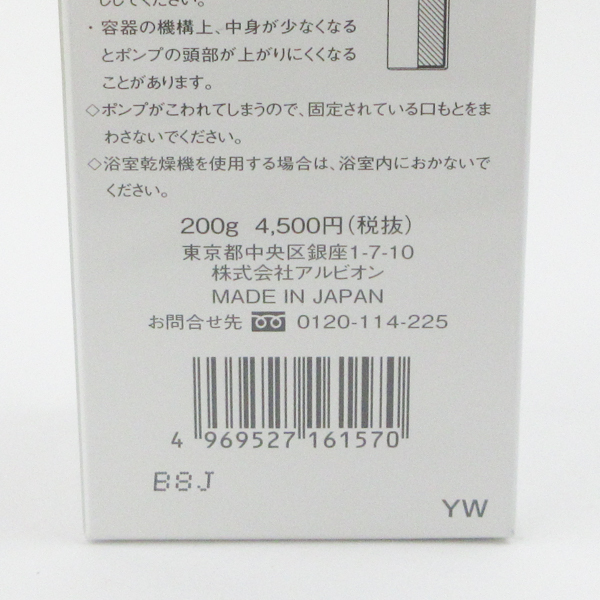 ください。
・容器の機構上、中身が少なくなる
とポンプの頭部が上がりにくくなる
ことがあります。
◇ポンプがこわれてしまうので、固定されている口もとをま
わさないでください。
◇浴室乾燥機を使用する場合は、浴室内におかないで
ください。
200g 4,500円(税抜)
東京都中央区銀座1-7-10
株式会社アルビオン
MADE IN JAPAN
お問合せ先 0120-114-225
4 969527 161570
B8J
YW